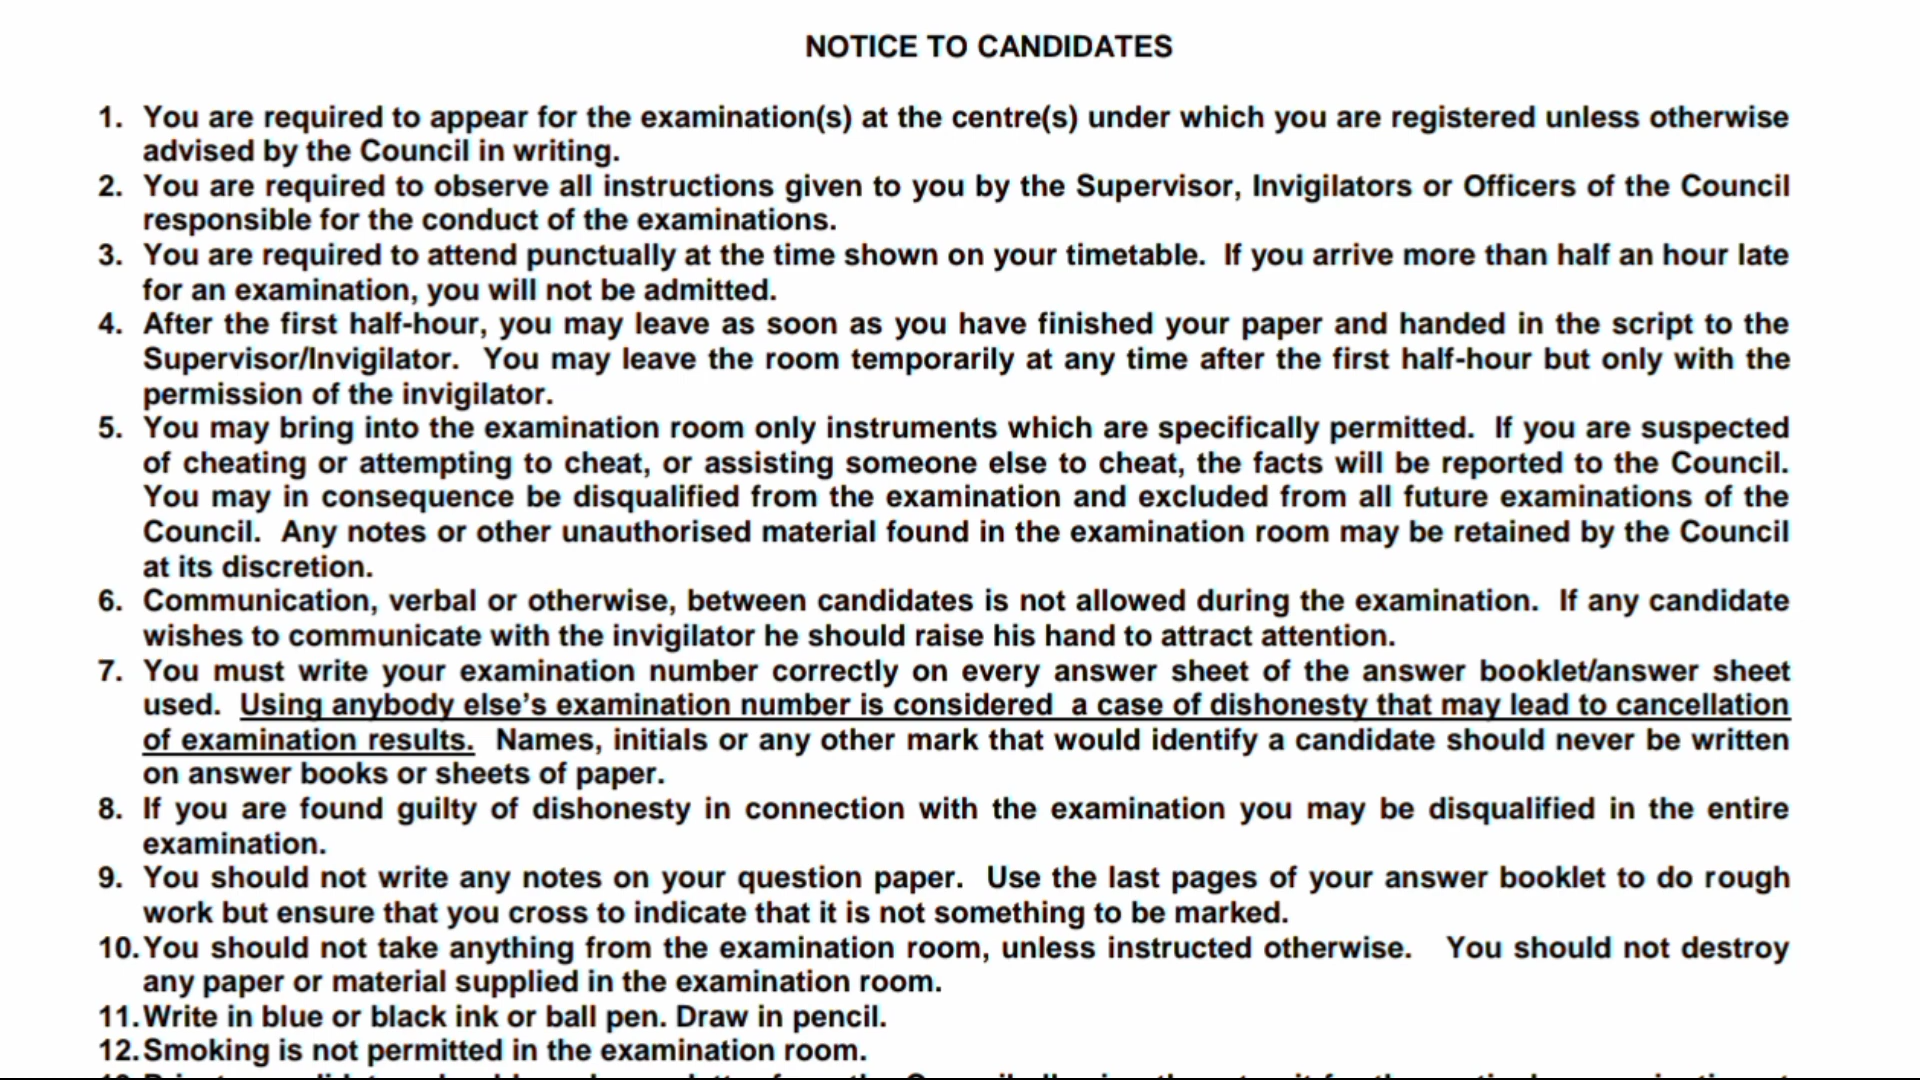 NOTICE TO CANDIDATES
1. You are required to appear for the examination(s) at the centre(s) under which you are registered unless otherwise
advised by the Council in writing.
2. You are required to observe all instructions given to you by the Supervisor, Invigilators or Officers of the Council
responsible for the conduct of the examinations.
3. You are required to attend punctually at the time shown on your timetable. If you arrive more than half an hour late
for an examination, you will not be admitted.
4. After the first half-hour, you may leave as soon as you have finished your paper and handed in the script to the
Supervisor/Invigilator. You may leave the room temporarily at any time after the first half-hour but only with the
permission of the invigilator.
5. You may bring into the examination room only instruments which are specifically permitted. If you are suspected
of cheating or attempting to cheat, or assisting someone else to cheat, the facts will be reported to the Council.
You may in consequence be disqualified from the examination and excluded from all future examinations of the
Council. Any notes or other unauthorised material found in the examination room may be retained by the Council
at its discretion.
6. Communication, verbal or otherwise, between candidates is not allowed during the examination. If any candidate
wishes to communicate with the invigilator he should raise his hand to attract attention.
7. You must write your examination number correctly on every answer sheet of the answer booklet/answer sheet
used. Using anybody else's examination number is considered a case of dishonesty that may lead to cancellation
of examination results. Names, initials or any other mark that would identify a candidate should never be written
on answer books or sheets of paper.
8. If you are found guilty of dishonesty in connection with the examination you may be disqualified in the entire
examination.
9. You should not write any notes on your question paper. Use the last pages of your answer booklet to do rough
work but ensure that you cross to indicate that it is not something to be marked.
10. You should not take anything from the examination room, unless instructed otherwise. You should not destroy
any paper or material supplied in the examination room.
11. Write in blue or black ink or ball pen. Draw in pencil.
12. Smoking is not permitted in the examination room.